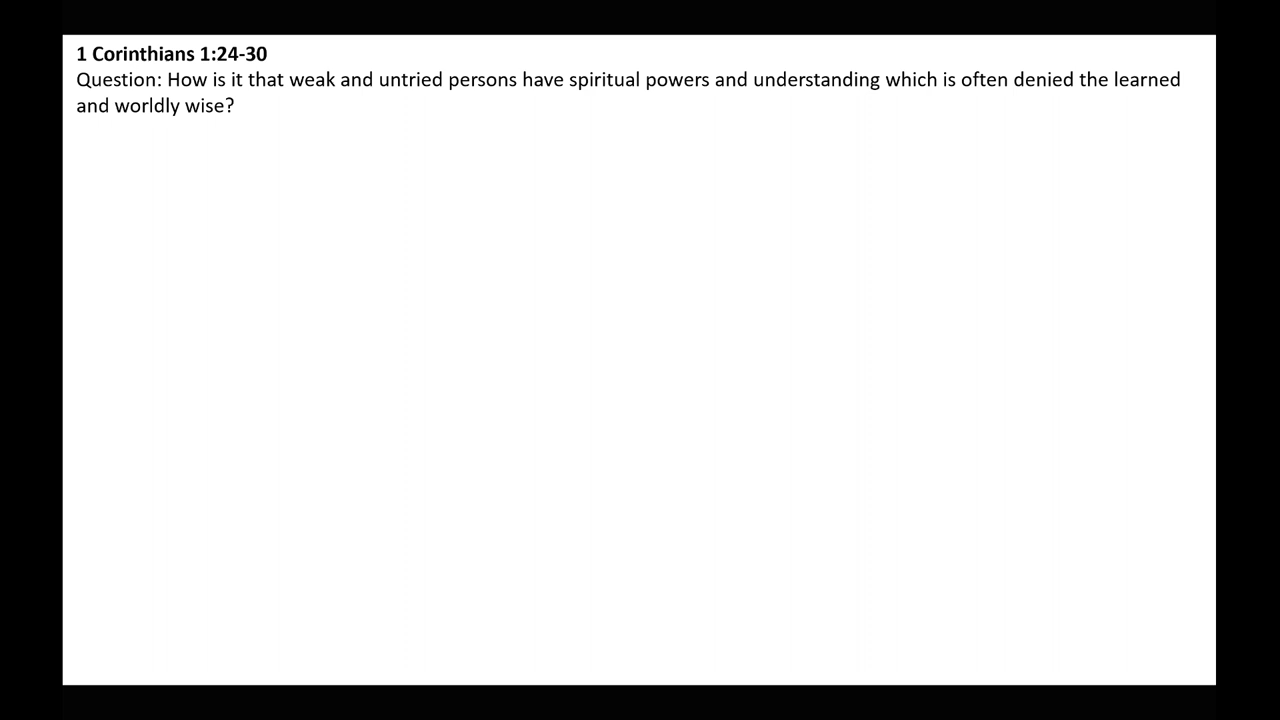 1 Corinthians 1:24-30
Question: How is it that weak and untried persons have spiritual powers and understanding which is often denied the learned
and worldly wise?